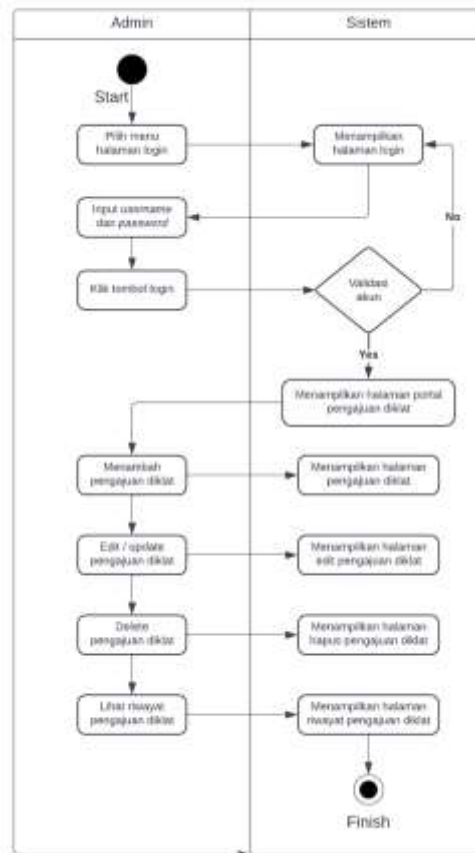 Admin
Sistem
Start
Pilih menu
halaman login
Menampilkan
halaman login
Input username
dan password
No
Klik tombol login
Validasi
akun
Yes
Menampilkan halaman portal
pengajuan diklat
Menambah
pengajuan diklat
Menampilkan halaman
pengajuan diklat
Edit / update
pengajuan diklat
Menampilkan halaman
edit pengajuan diklat
Delete
pengajuan diklat
Menampilkan halaman
hapus pengajuan diklat
Lihat riwayat
pengajuan diklat
Menampilkan halaman
riwayat pengajuan diklat
Finish